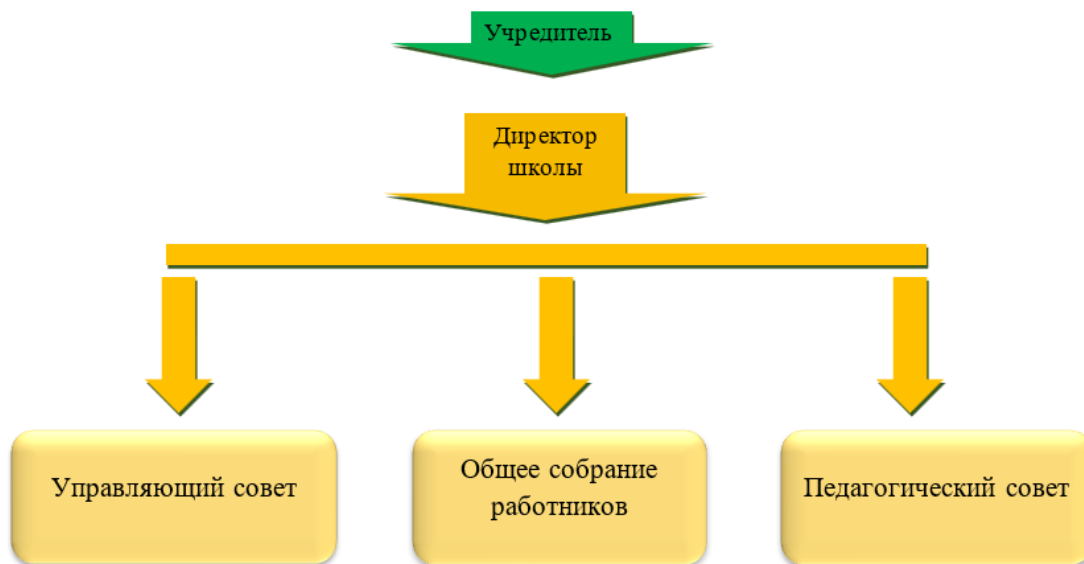 Учредитель
Директор
школы
Управляющий совет
Общее собрание
работников
Педагогический совет